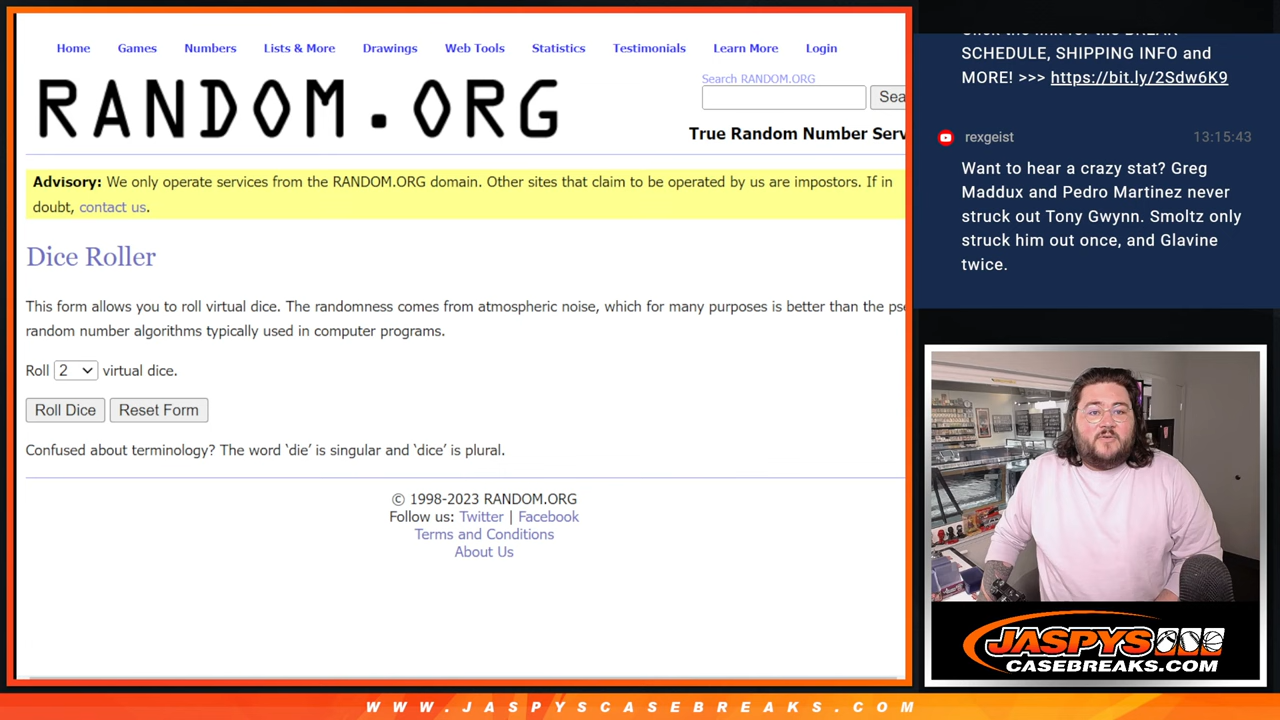 Home Games Numbers Lists & More Drawings Web Tools Statistics Testimonials Learn More Login
RANDOM.ORG
Search RANDOM.ORG
Sea
True Random Number Serv
Advisory: We only operate services from the RANDOM.ORG domain. Other sites that claim to be operated by us are impostors. If in
doubt, contact us.
Dice Roller
This form allows you to roll virtual dice. The randomness comes from atmospheric noise, which for many purposes is better than the pse
random number algorithms typically used in computer programs.
Roll 2 virtual dice.
Roll Dice Reset Form
Confused about terminology? The word ‘die’ is singular and ‘dice’ is plural.
© 1998-2023 RANDOM.ORG
Follow us: Twitter | Facebook
Terms and Conditions
About Us
SCHEDULE, SHIPPING INFO and
MORE! >>> https://bit.ly/2Sdw6K9
rexgeist 13:15:43
Want to hear a crazy stat? Greg
Maddux and Pedro Martinez never
struck out Tony Gwynn. Smoltz only
struck him out once, and Glavine
twice.
JASPYS
CASEBREAKS.COM
WWW.JASPYSCASEBREAKS.COM